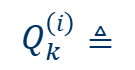 Q_k^{(i)} ≜